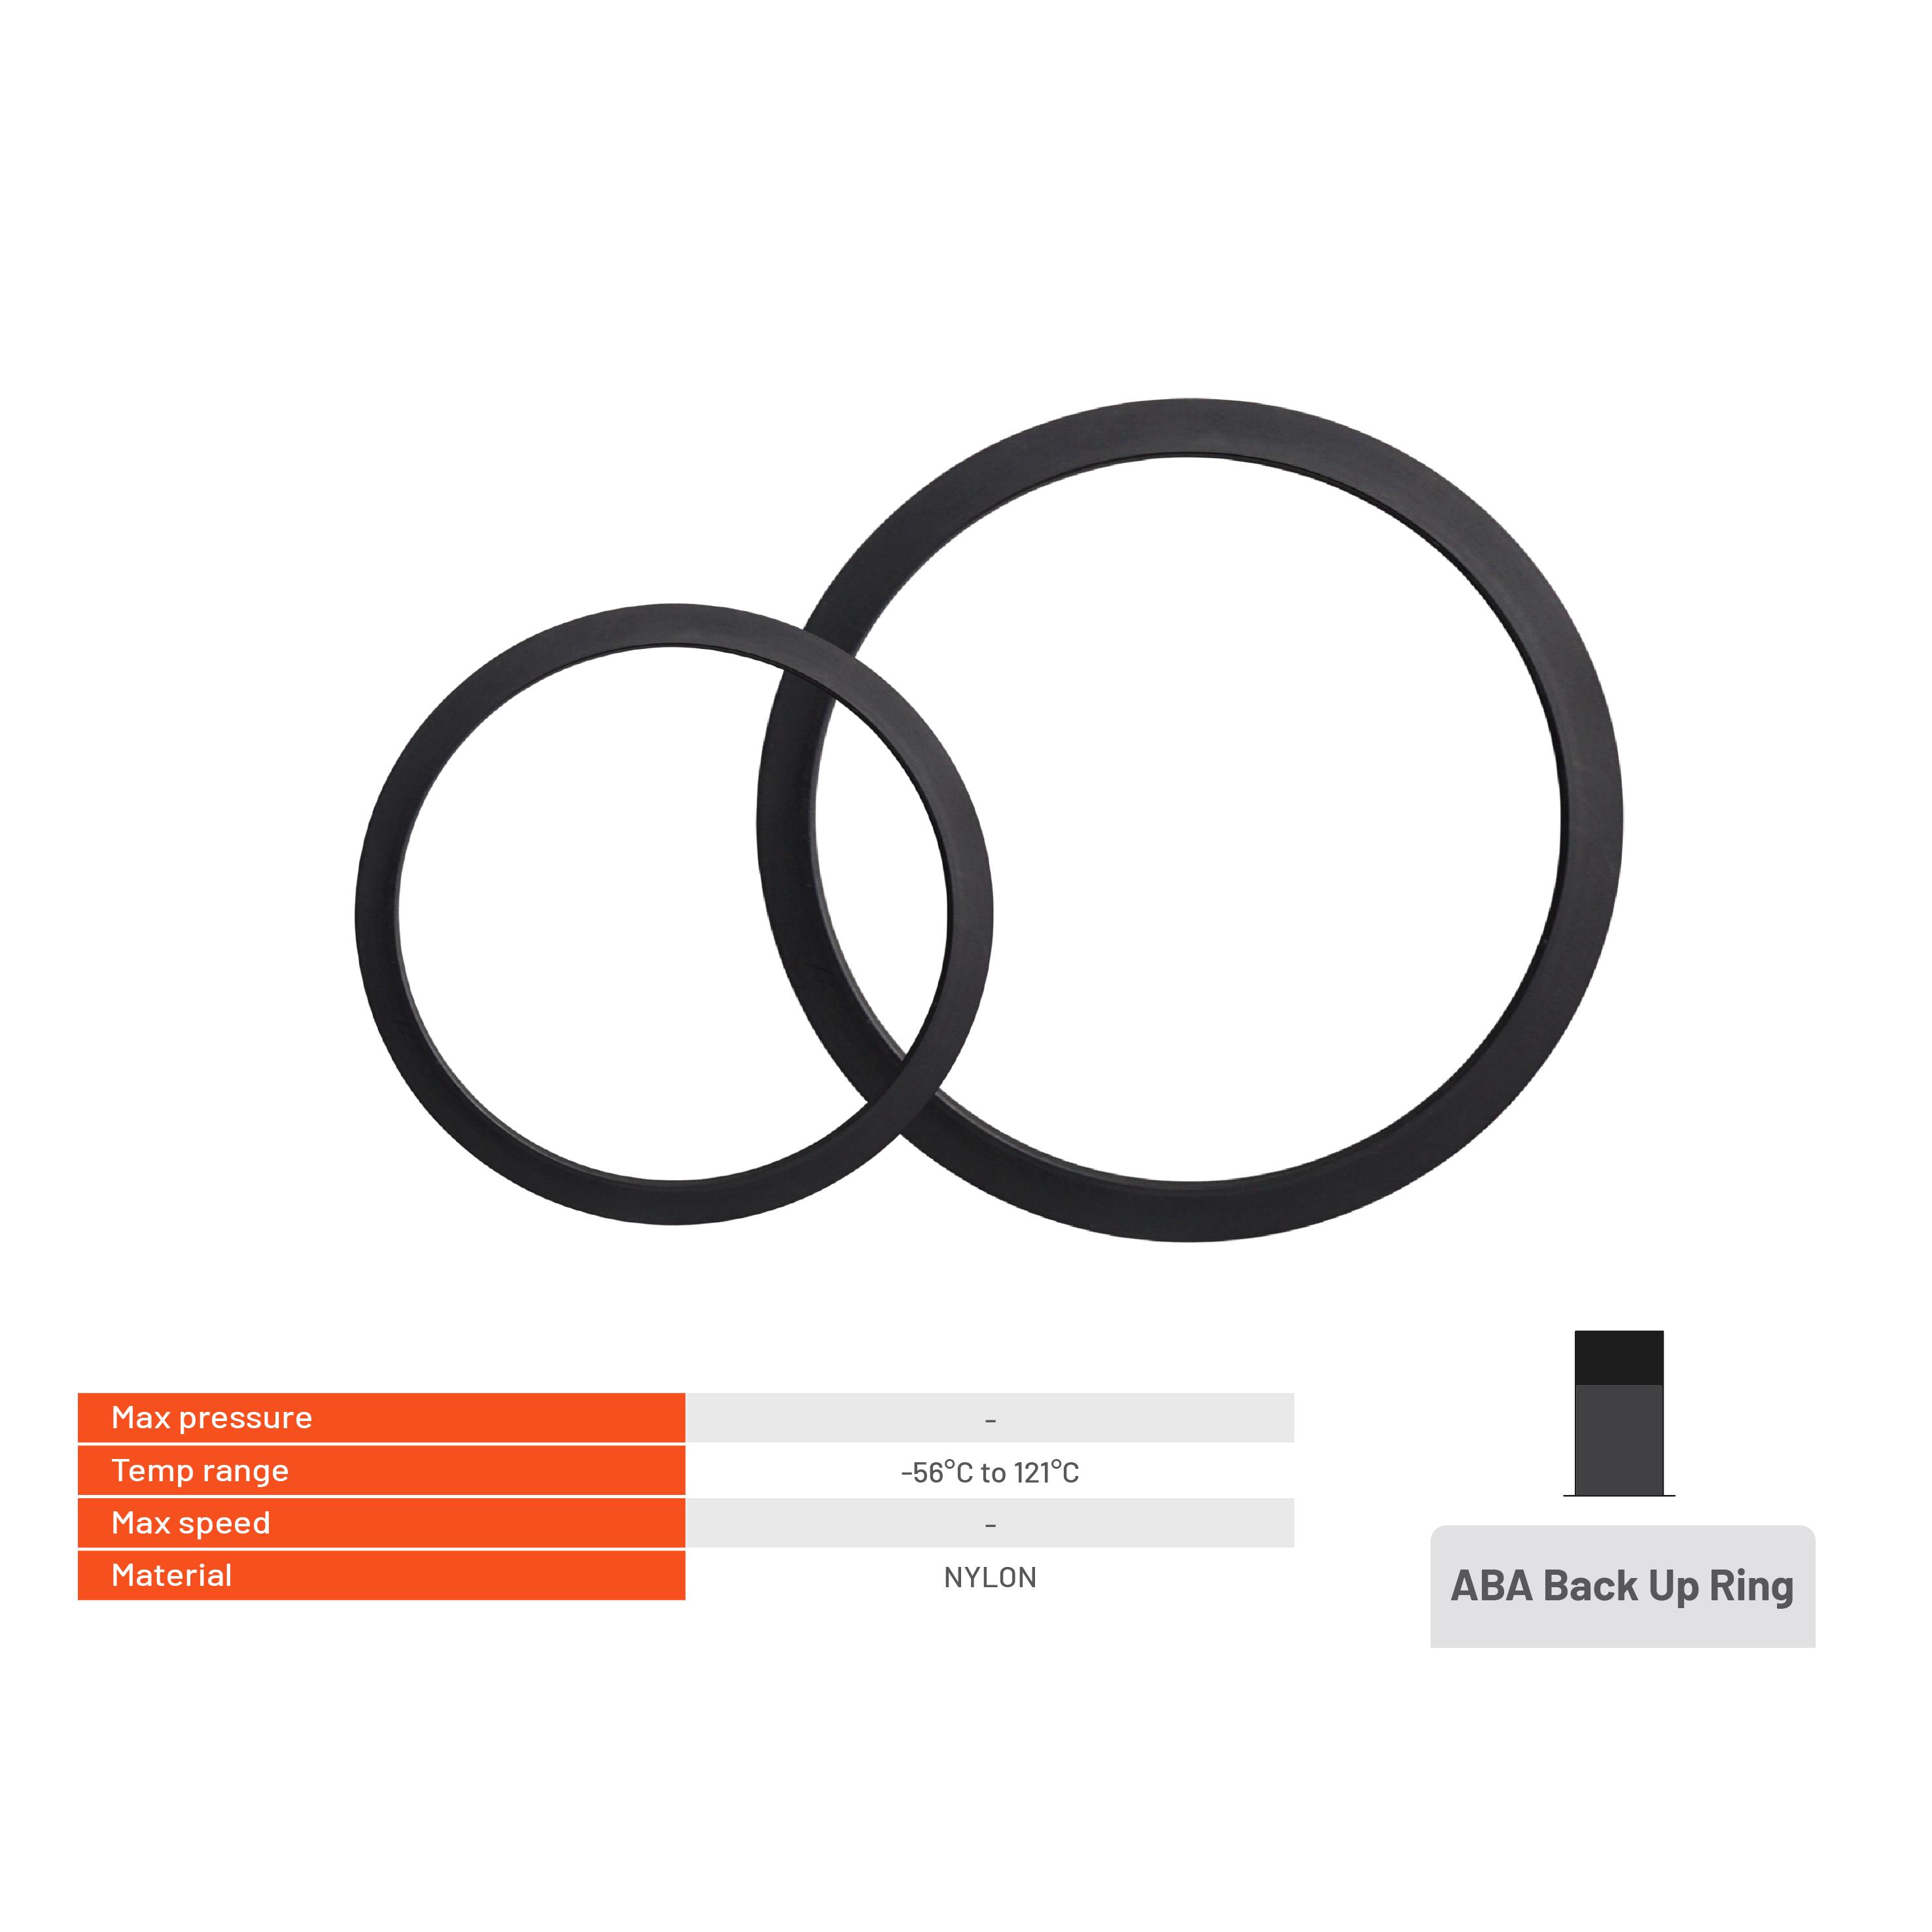 Max pressure -
Temp range -56°C to 121°C
Max speed -
Material NYLON
ABA Back Up Ring